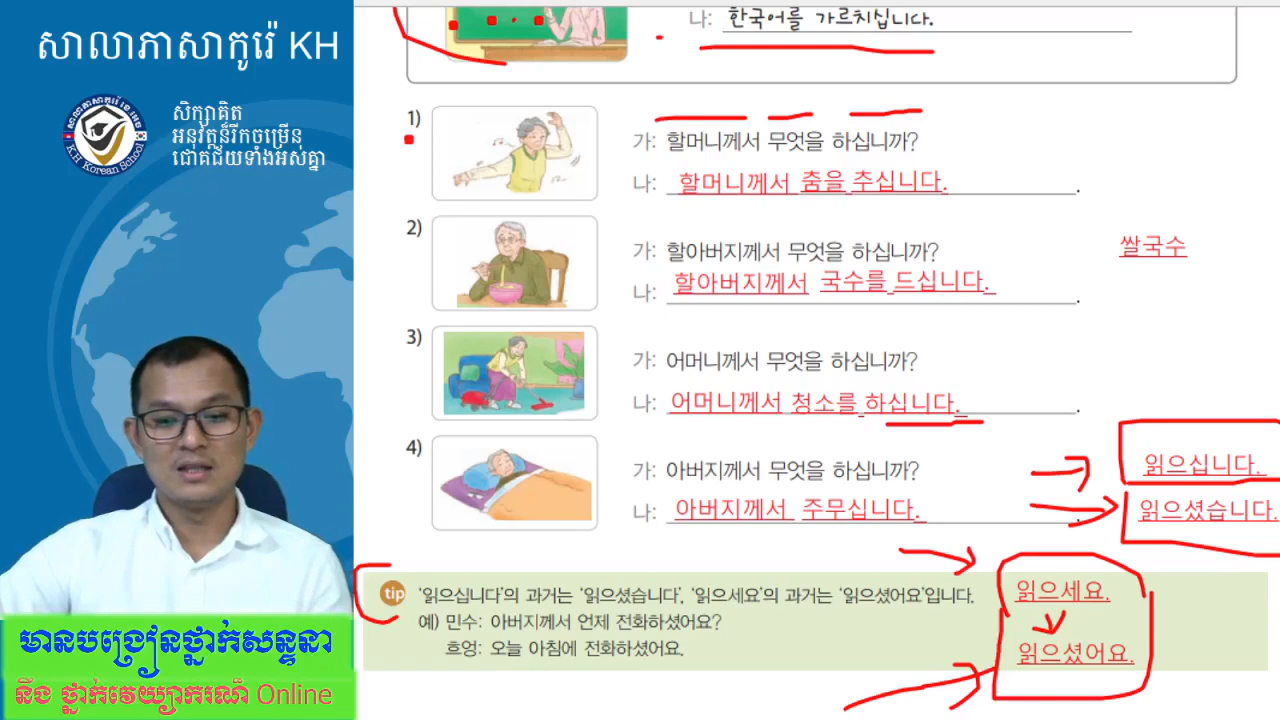 សាលាភាសាកូរ៉េ KH
សាលាភាសាកូរ៉េ ខេ អេច
K.H Korean School
សិក្សាគិត
អនុវត្តន៍រីកចម្រើន
ជោគជ័យទាំងអស់គ្នា
나: 한국어를 가르치십니다.
1)
가: 할머니께서 무엇을 하십니까?
나: 할머니께서 춤을 추십니다. .
2)
가: 할아버지께서 무엇을 하십니까?
쌀국수
나: 할아버지께서 국수를 드십니다. .
3)
가: 어머니께서 무엇을 하십니까?
나: 어머니께서 청소를 하십니다. .
4)
가: 아버지께서 무엇을 하십니까?
읽으십니다.
나: 아버지께서 주무십니다. .
읽으셨습니다.
tip '읽으십니다'의 과거는 '읽으셨습니다', '읽으세요'의 과거는 '읽으셨어요'입니다.
예) 민수: 아버지께서 언제 전화하셨어요?
흐엉: 오늘 아침에 전화하셨어요.
읽으세요.
읽으셨어요.
មានបង្រៀនថ្នាក់សន្ទនា
និង ថ្នាក់វេយ្យាករណ៍ Online